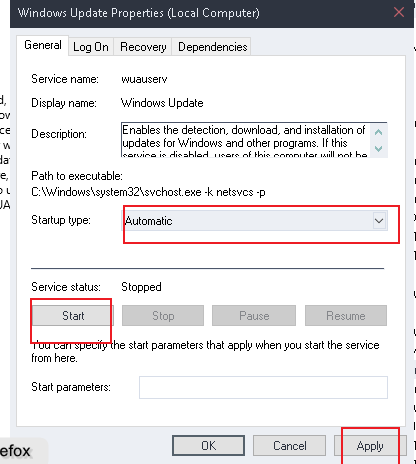 Windows Update Properties (Local Computer)
General Log On Recovery Dependencies
Service name: wuauserv
Display name: Windows Update
Description: Enables the detection, download, and installation of
updates for Windows and other programs. If this
service is disabled, users of this computer will not be
Path to executable:
C:\Windows\system32\svchost.exe -k netsvcs -p
Startup type: Automatic
Service status: Stopped
Start Stop Pause Resume
You can specify the start parameters that apply when you start the service
from here.
Start parameters:
OK Cancel Apply
efox